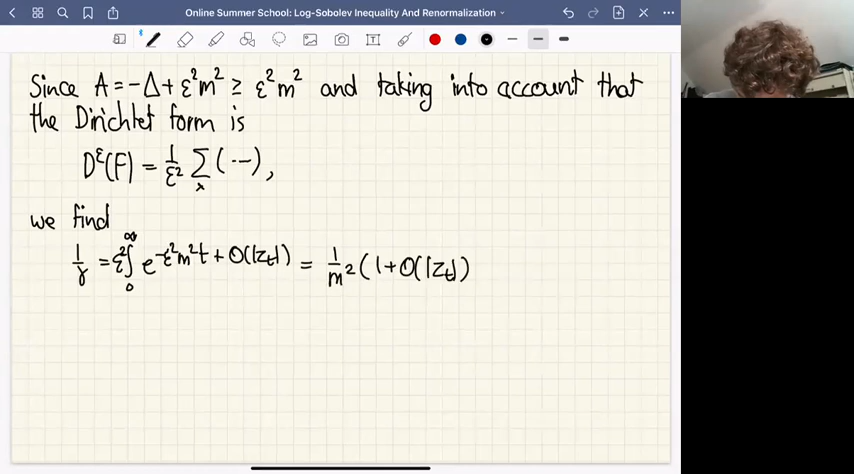 Online Summer School: Log-Sobolev Inequality And Renormalization
Since A = -Δ + ε²m² ≥ ε²m² and taking into account that
the Dirichlet form is
D^ε(F) = 1/ε² ∑_x (---),
we find
1/γ = ε² ∫_0^∞ e^{-ε²m²t + O(|z_t|)} = 1/m² (1 + O(|z_t|)